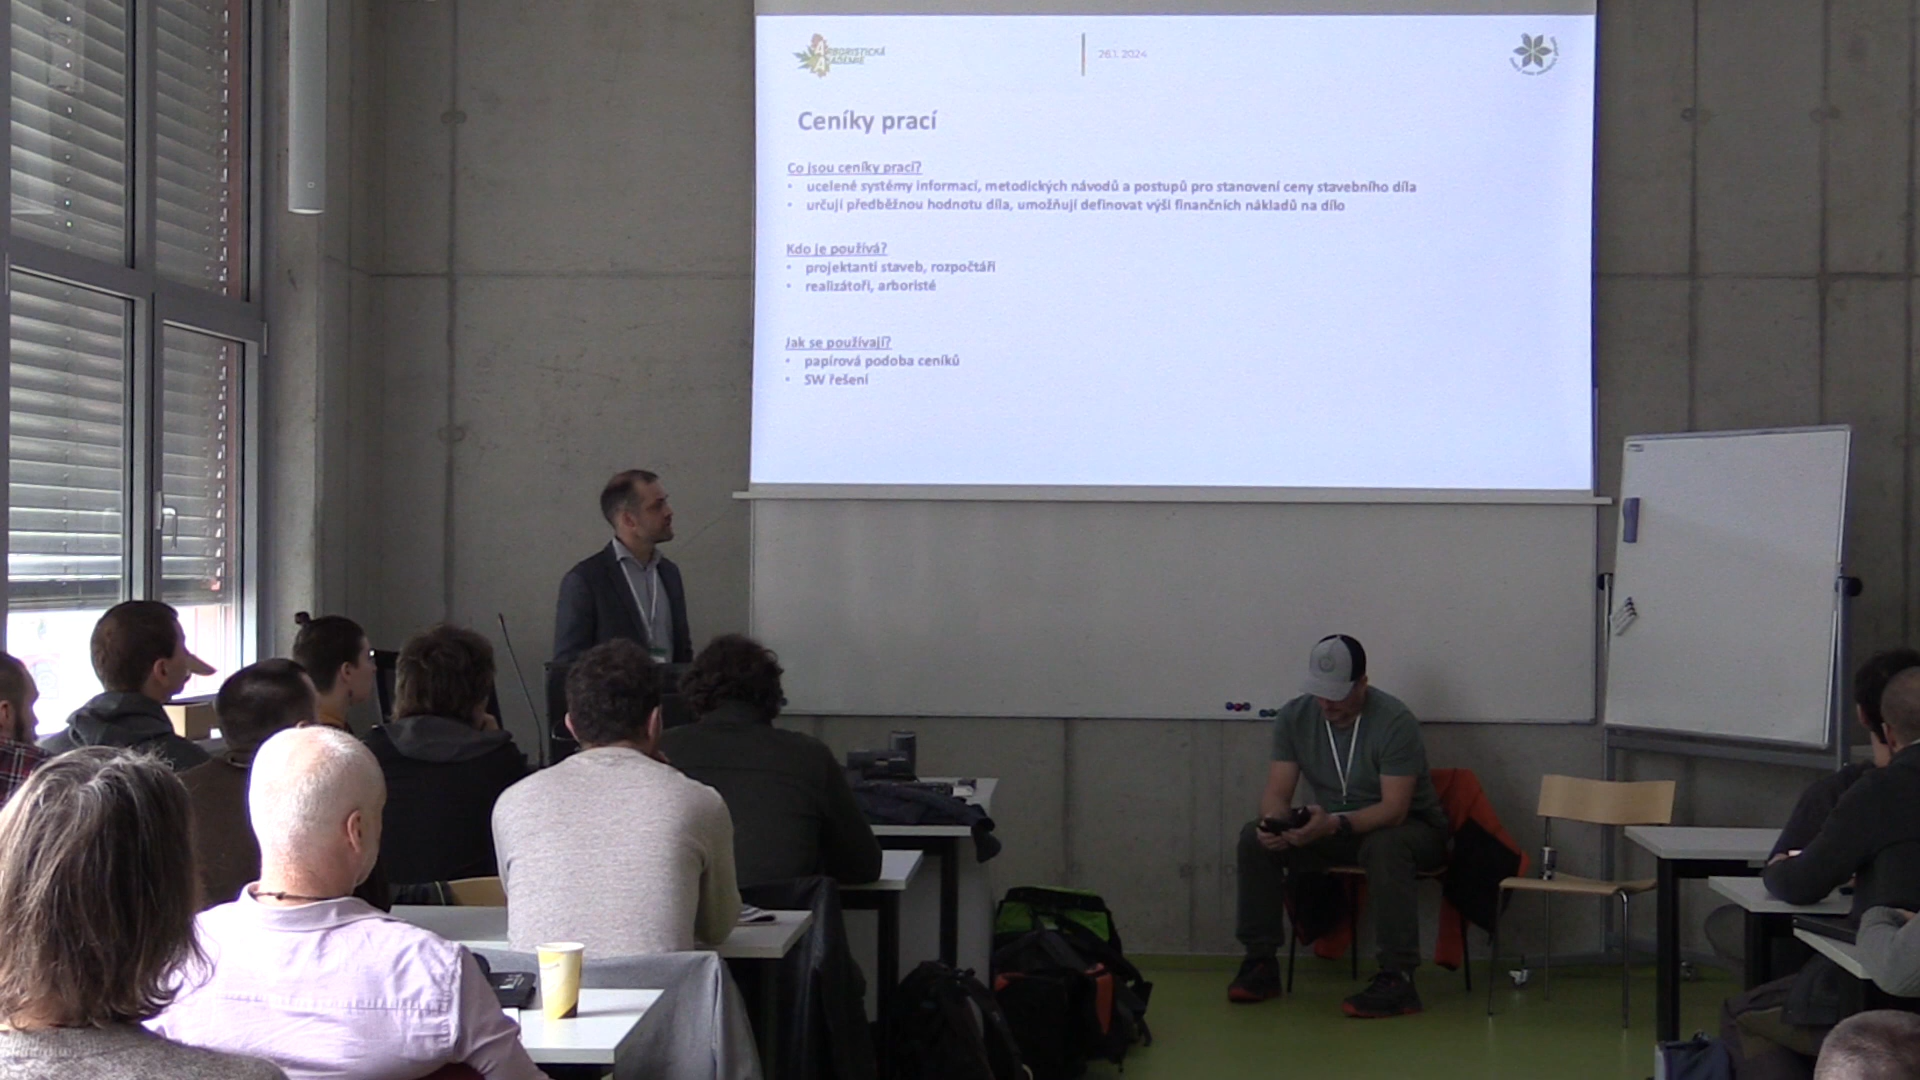 ARBORISTICKÁ
AKADEMIE
26.1. 2024
Ceníky prací
Co jsou ceníky prací?
• ucelené systémy informací, metodických návodů a postupů pro stanovení ceny stavebního díla
• určují předběžnou hodnotu díla, umožňují definovat výši finančních nákladů na dílo
Kdo je používá?
• projektanti staveb, rozpočtáři
• realizátoři, arboristé
Jak se používají?
• papírová podoba ceníků
• SW řešení